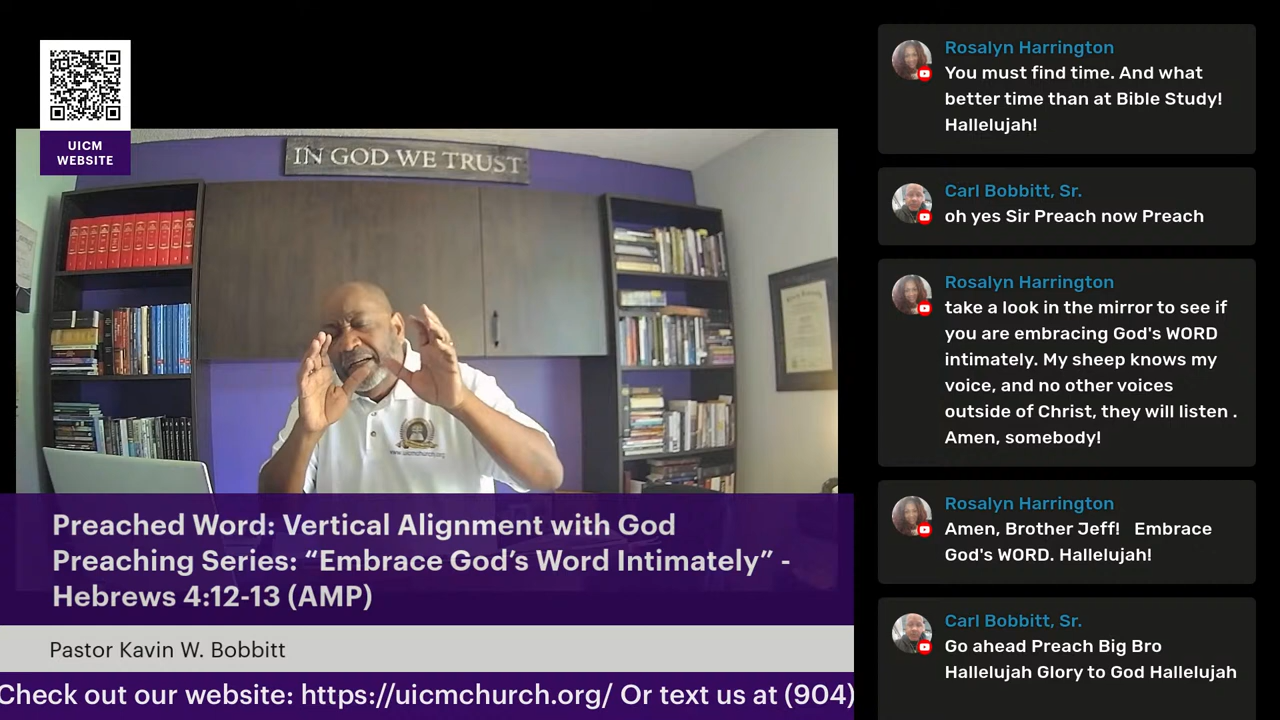 UICM
WEBSITE
IN GOD WE TRUST
Preached Word: Vertical Alignment with God
Preaching Series: “Embrace God’s Word Intimately” -
Hebrews 4:12-13 (AMP)
Pastor Kavin W. Bobbitt
Check out our website: https://uicmchurch.org/ Or text us at (904)
Rosalyn Harrington
You must find time. And what
better time than at Bible Study!
Hallelujah!
Carl Bobbitt, Sr.
oh yes Sir Preach now Preach
Rosalyn Harrington
take a look in the mirror to see if
you are embracing God's WORD
intimately. My sheep knows my
voice, and no other voices
outside of Christ, they will listen .
Amen, somebody!
Rosalyn Harrington
Amen, Brother Jeff!   Embrace
God's WORD. Hallelujah!
Carl Bobbitt, Sr.
Go ahead Preach Big Bro
Hallelujah Glory to God Hallelujah